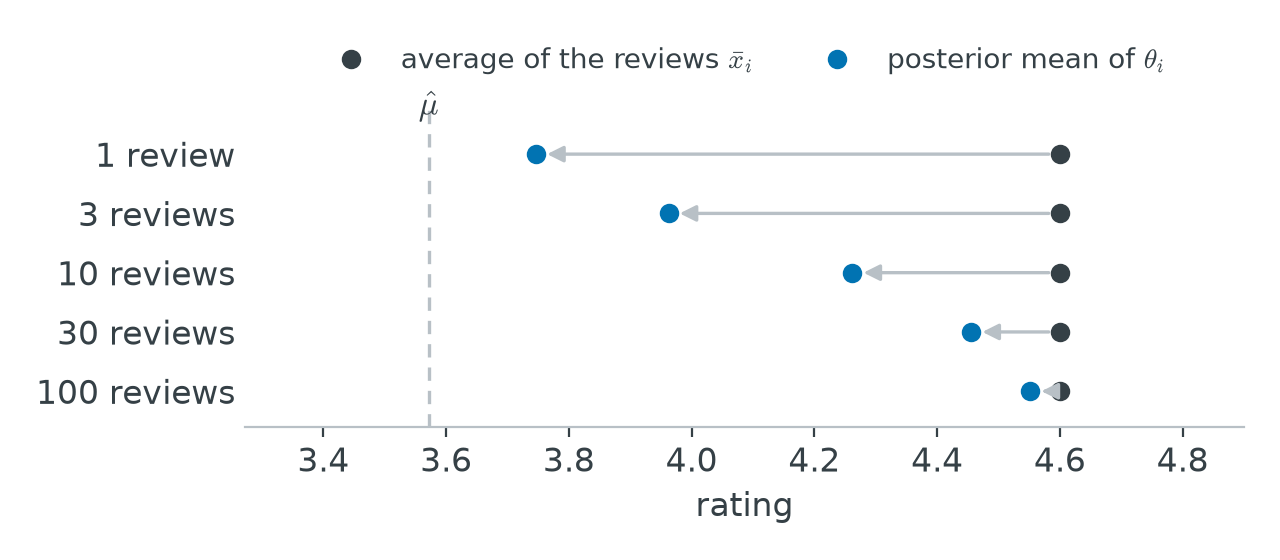 average of the reviews x̄ᵢ posterior mean of θᵢ
μ̂
1 review
3 reviews
10 reviews
30 reviews
100 reviews
3.4 3.6 3.8 4.0 4.2 4.4 4.6 4.8
rating